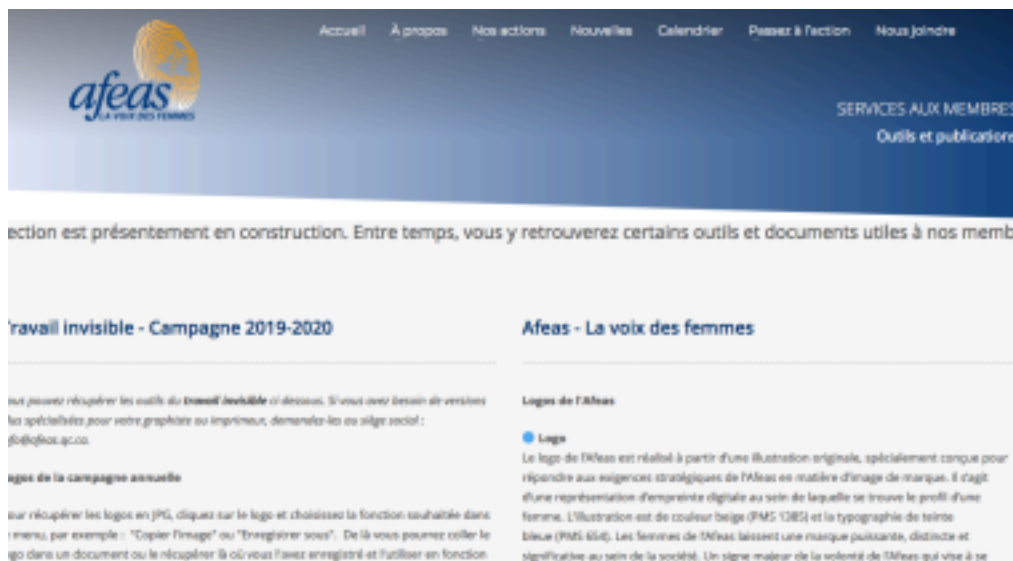 Accueil À propos Nos actions Nouvelles Calendrier Passez à l'action Nous joindre
afeas
LA VOIX DES FEMMES
SERVICES AUX MEMBRES
Outils et publications
ection est présentement en construction. Entre temps, vous y retrouverez certains outils et documents utiles à nos memb
ravail invisible - Campagne 2019-2020
ous pouvez récupérer les outils du travail invisible ci dessous. Si vous avez besoin de versions
lus spécialisées pour votre graphiste ou imprimeur, demandez-les au siège social :
nfo@afeas.qc.ca.
ogos de la campagne annuelle
our récupérer les logos en JPG, cliquez sur le logo et choisissez la fonction souhaitée dans
menu, par exemple : "Copier l'image" ou "Enregistrer sous". De là vous pourrez coller le
ogo dans un document ou le récupérer là où vous l'avez enregistré et l'utiliser en fonction
Afeas - La voix des femmes
Logos de l'Afeas
Logo
Le logo de l'Afeas est réalisé à partir d'une illustration originale, spécialement conçue pour
répondre aux exigences stratégiques de l'Afeas en matière d'image de marque. Il s'agit
d'une représentation d'empreinte digitale au sein de laquelle se trouve le profil d'une
femme. L'illustration est de couleur beige (PMS 1385) et la typographie de teinte
bleue (PMS 654). Les femmes de l'Afeas laissent une marque puissante, distincte et
significative au sein de la société. Un signe majeur de la volonté de l'Afeas qui vise à se